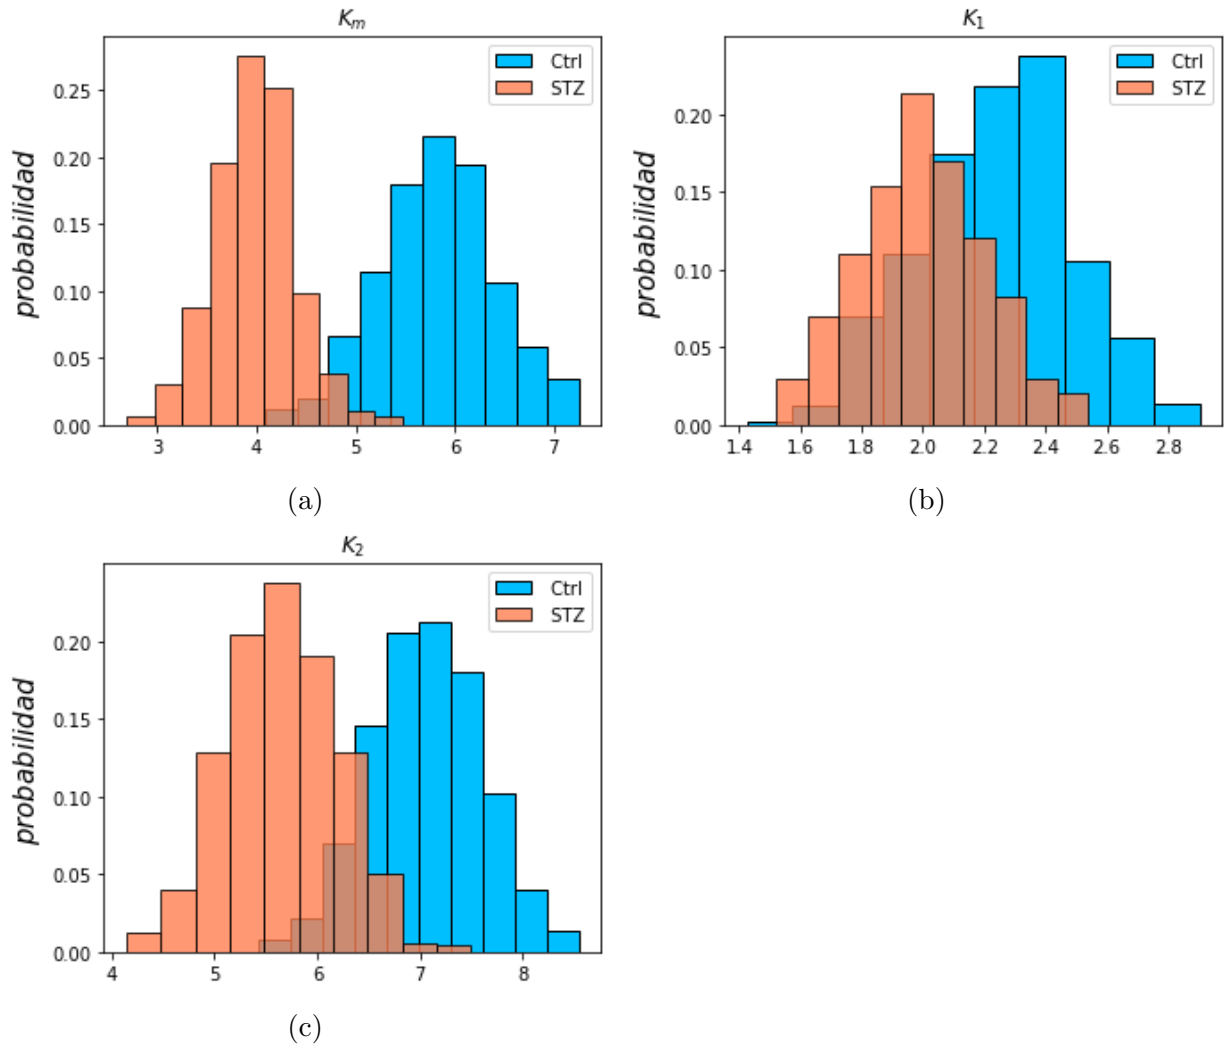 K_m
probabilidad
0.25
0.20
0.15
0.10
0.05
0.00
3 4 5 6 7
Ctrl
STZ
(a)
K_1
probabilidad
0.20
0.15
0.10
0.05
0.00
1.4 1.6 1.8 2.0 2.2 2.4 2.6 2.8
Ctrl
STZ
(b)
K_2
probabilidad
0.20
0.15
0.10
0.05
0.00
4 5 6 7 8
Ctrl
STZ
(c)